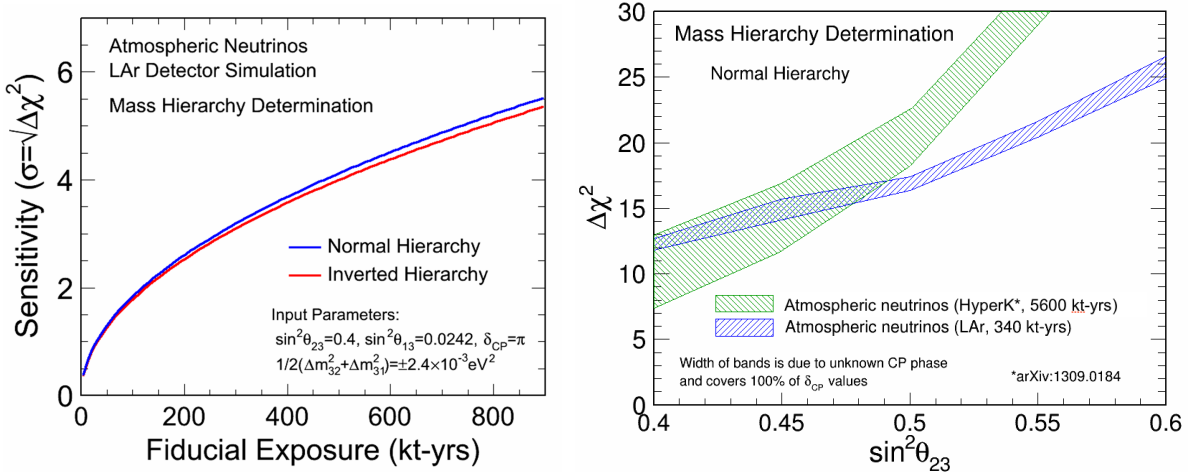 Atmospheric Neutrinos
LAr Detector Simulation
Mass Hierarchy Determination
Sensitivity (σ=√Δχ²)
6
4
2
0
Normal Hierarchy
Inverted Hierarchy
Input Parameters:
sin²θ₂₃=0.4, sin²θ₁₃=0.0242, δ_CP=π
1/2(Δm²₃₂+Δm²₃₁)=±2.4×10⁻³eV²
0 200 400 600 800
Fiducial Exposure (kt-yrs)
Mass Hierarchy Determination
Normal Hierarchy
Δχ²
30
25
20
15
10
5
0
Atmospheric neutrinos (HyperK*, 5600 kt-yrs)
Atmospheric neutrinos (LAr, 340 kt-yrs)
Width of bands is due to unknown CP phase
and covers 100% of δ_CP values
*arXiv:1309.0184
0.4 0.45 0.5 0.55 0.6
sin²θ₂₃